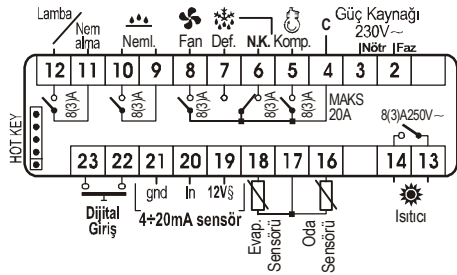 Lamba/
Nem
alma
Neml.
Fan
Def.
N.K.
Komp.
C
Güç Kaynağı
230V~
Nötr
Faz
12 11 10 9 8 7 6 5 4 3 2
8(3)A
8(3)A
8(3)A
8(3)A
MAKS
20A
8(3)A250V~
HOT KEY
23 22 21 20 19 18 17 16 14 13
gnd
In
12V§
Dijital
Giriş
4÷20mA sensör
Evap.
Sensörü
Oda
Sensörü
Isıtıcı